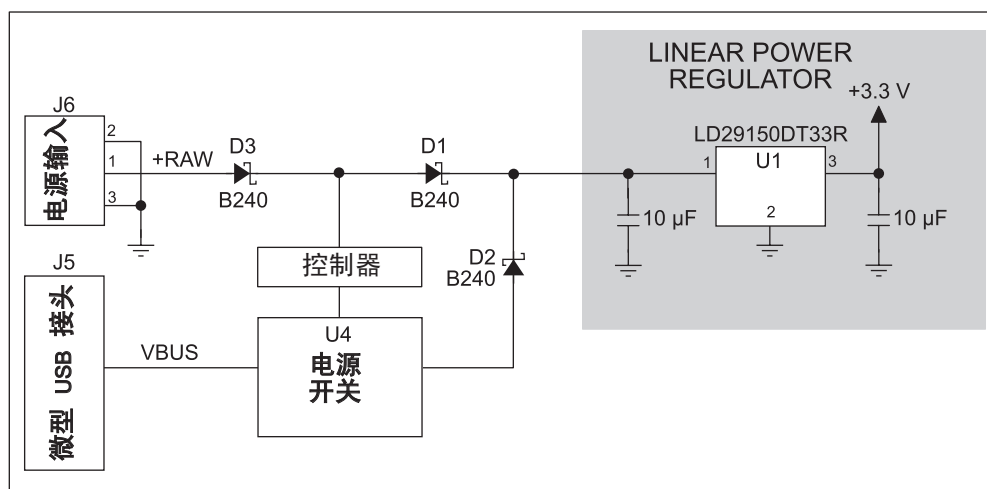 LINEAR POWER
REGULATOR
+3.3 V
LD29150DT33R
U1
1
3
2
10 µF
10 µF
J6
电源输入
2
1
3
+RAW
D3
B240
D1
B240
D2
B240
控制器
J5
微型 USB 接头
VBUS
U4
电源
开关